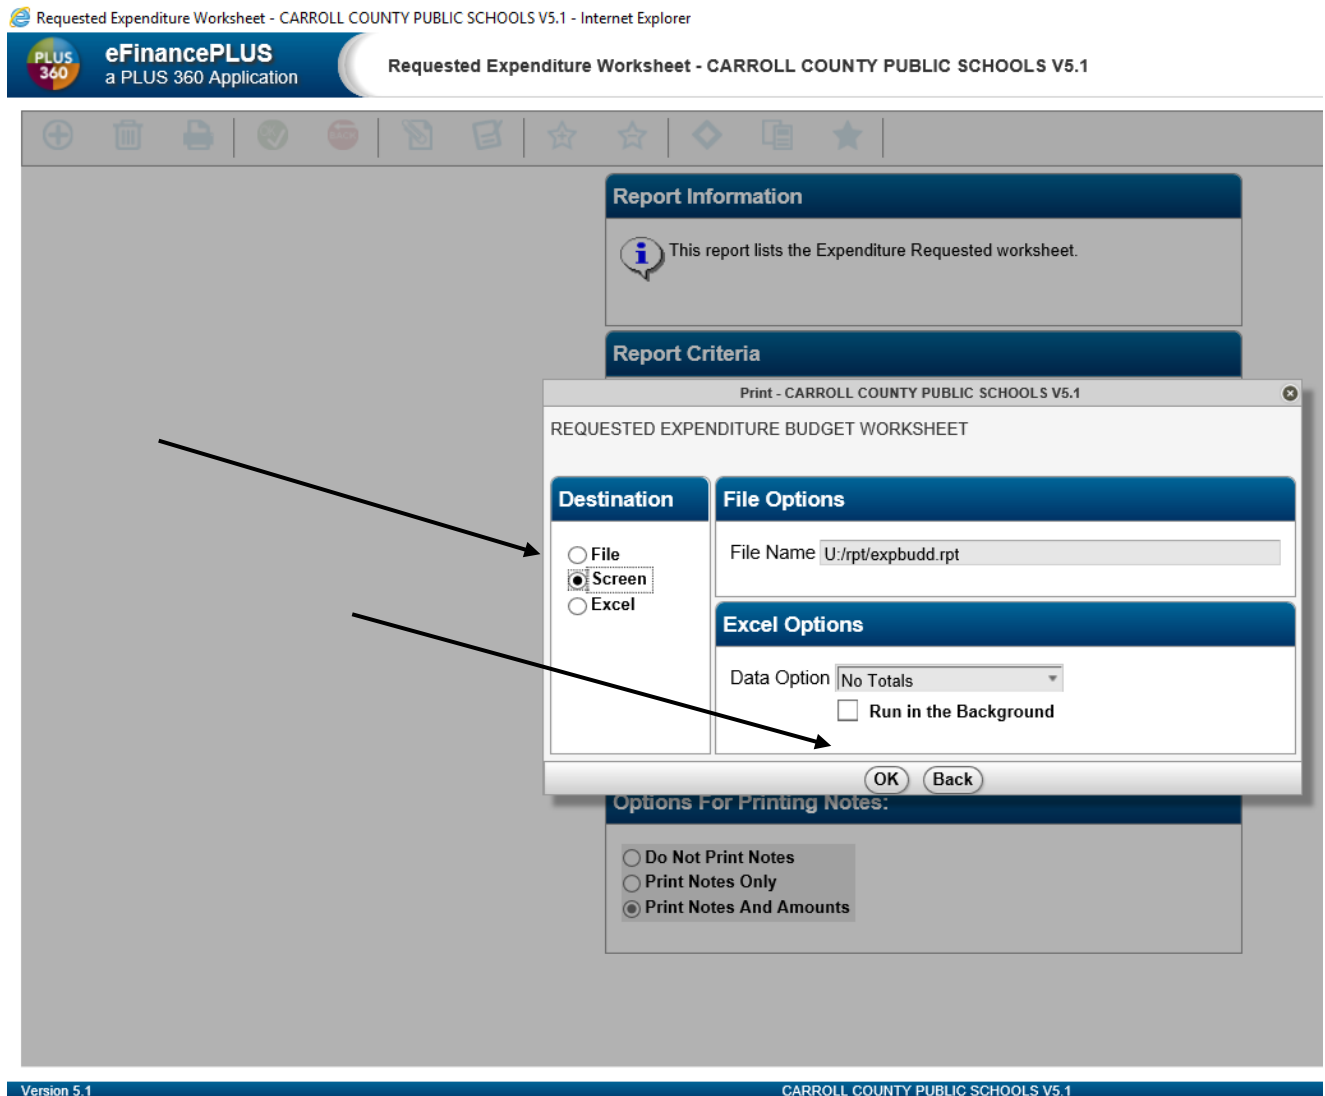 Requested Expenditure Worksheet - CARROLL COUNTY PUBLIC SCHOOLS V5.1 - Internet Explorer
PLUS
360
eFinancePLUS
a PLUS 360 Application
Requested Expenditure Worksheet - CARROLL COUNTY PUBLIC SCHOOLS V5.1
Report Information
This report lists the Expenditure Requested worksheet.
Report Criteria
Print - CARROLL COUNTY PUBLIC SCHOOLS V5.1
REQUESTED EXPENDITURE BUDGET WORKSHEET
Destination
File
Screen
Excel
File Options
File Name U:/rpt/expbudd.rpt
Excel Options
Data Option No Totals
Run in the Background
OK Back
Options For Printing Notes:
Do Not Print Notes
Print Notes Only
Print Notes And Amounts
Version 5.1 CARROLL COUNTY PUBLIC SCHOOLS V5.1